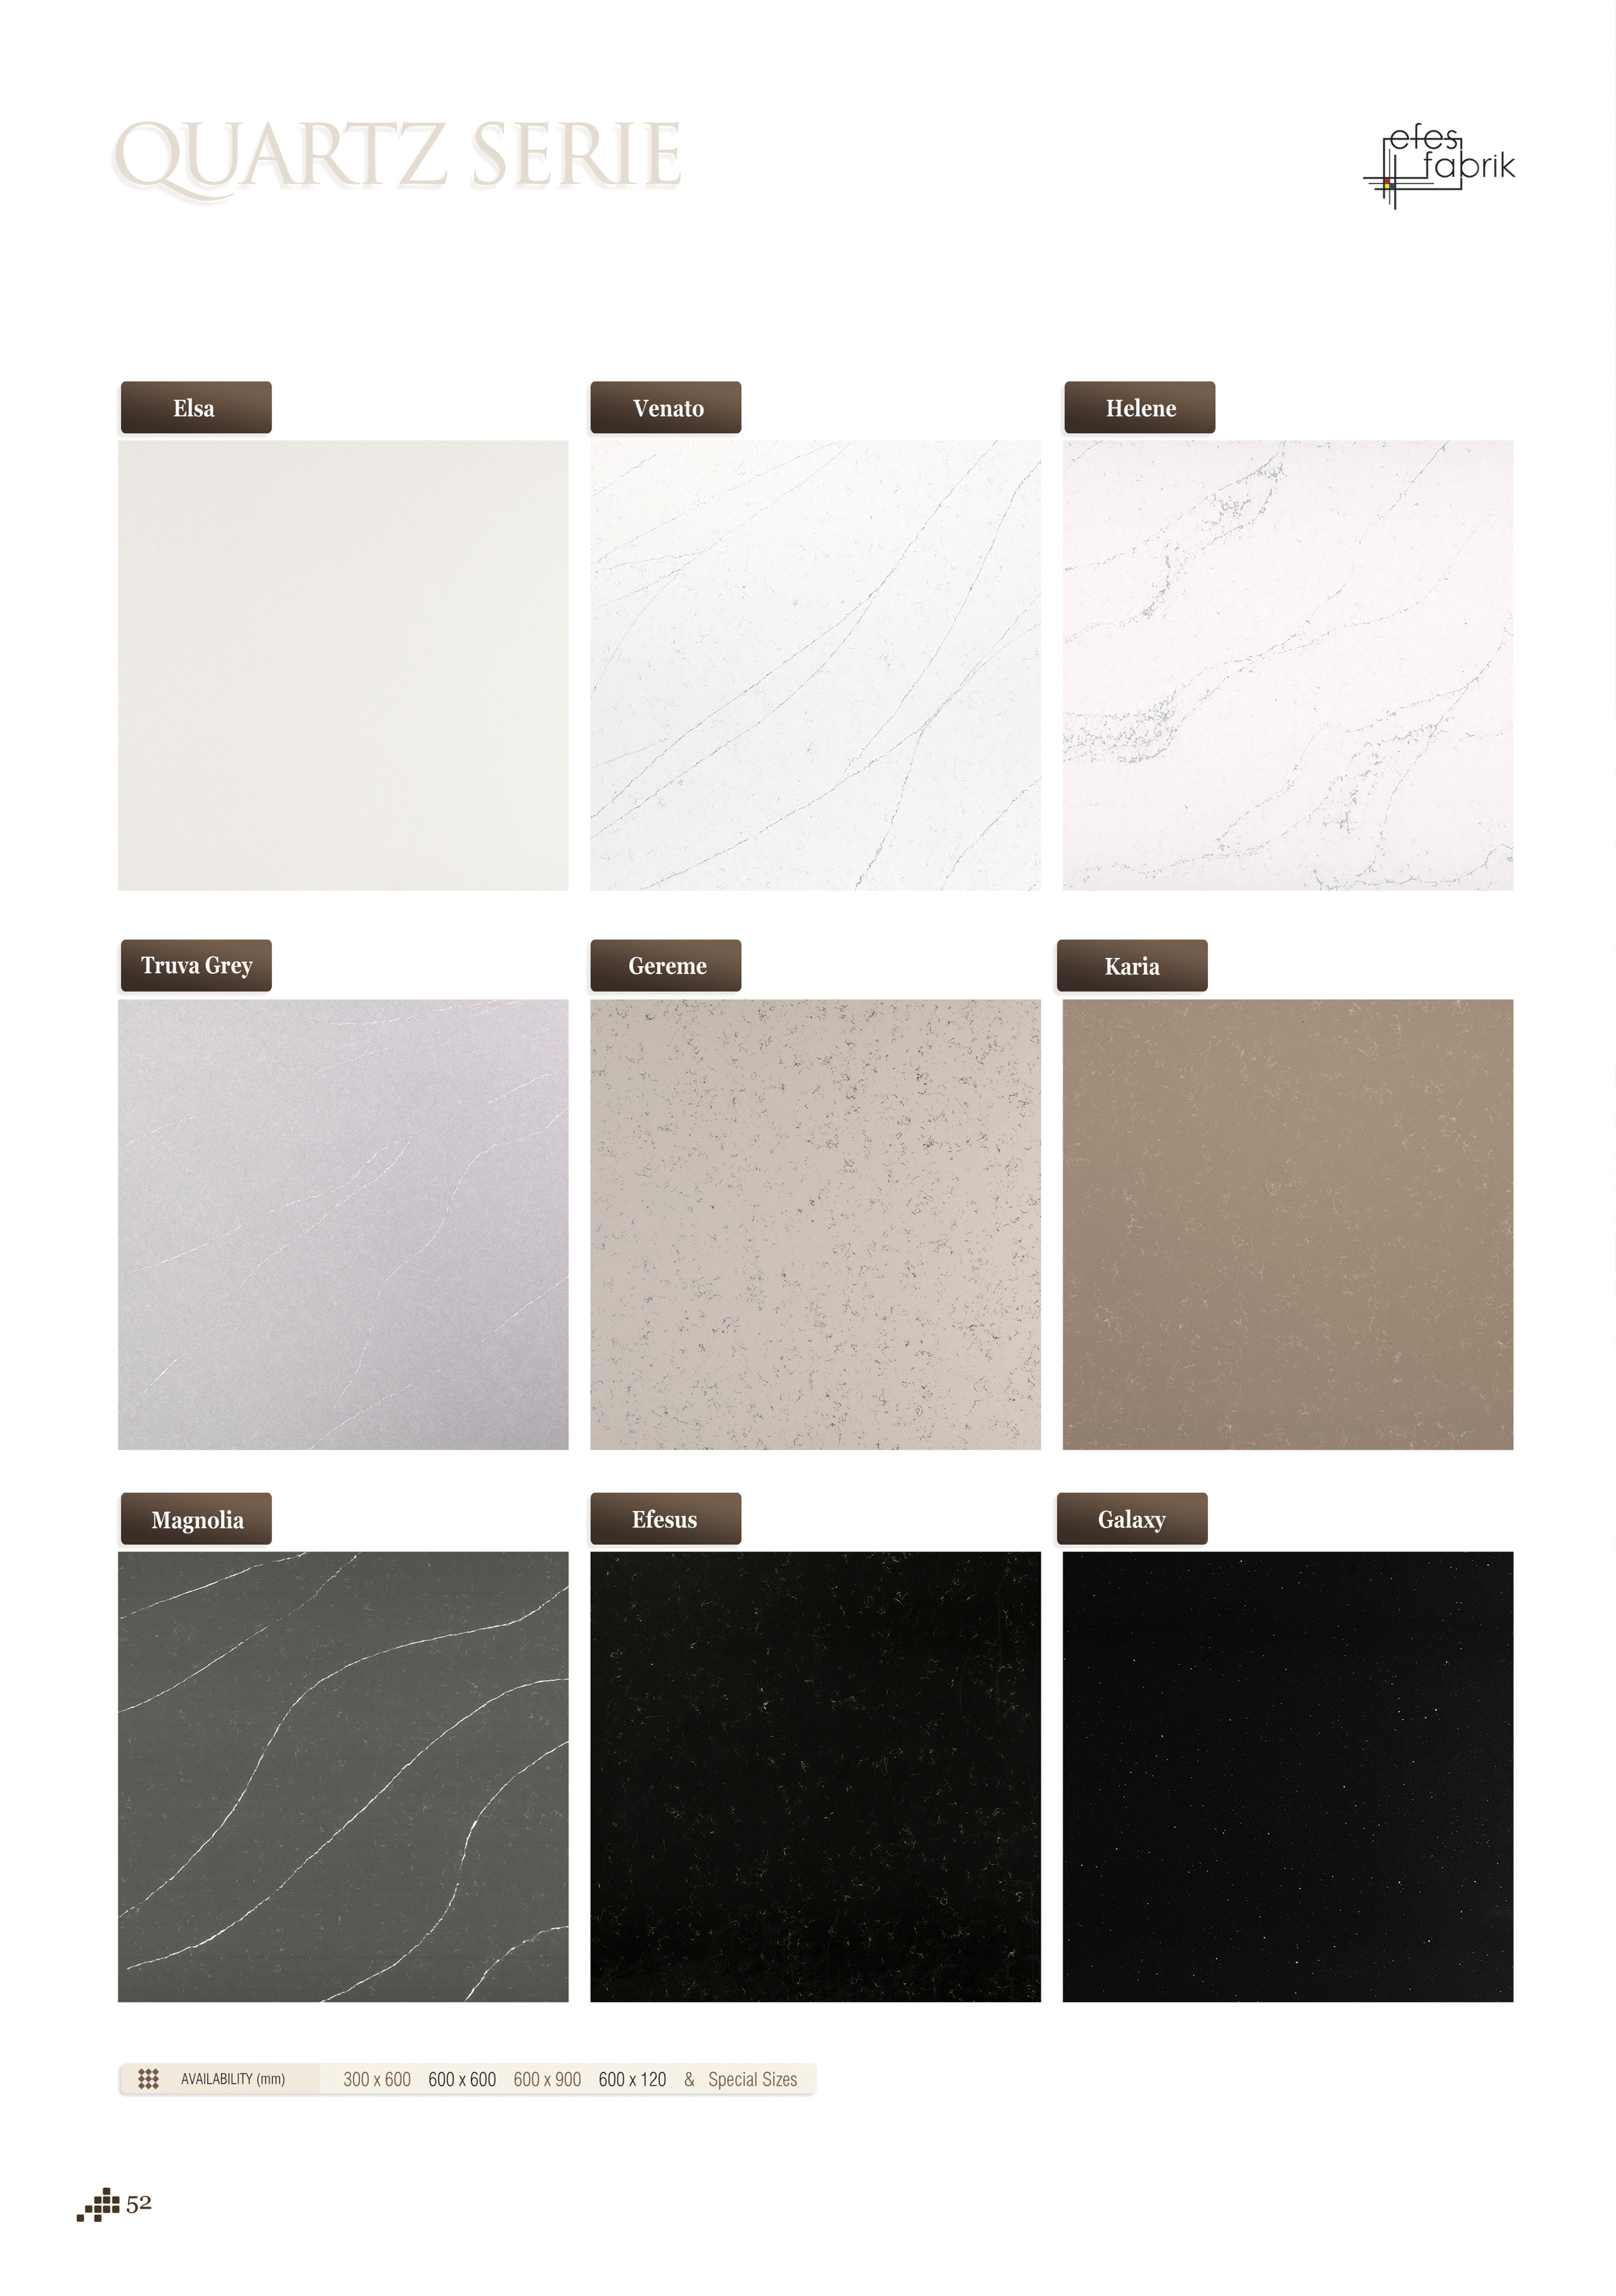 QUARTZ SERIE
efes
fabrik
Elsa
Venato
Helene
Truva Grey
Gereme
Karia
Magnolia
Efesus
Galaxy
AVAILABILITY (mm) 300 x 600 600 x 600 600 x 900 600 x 120 & Special Sizes
52